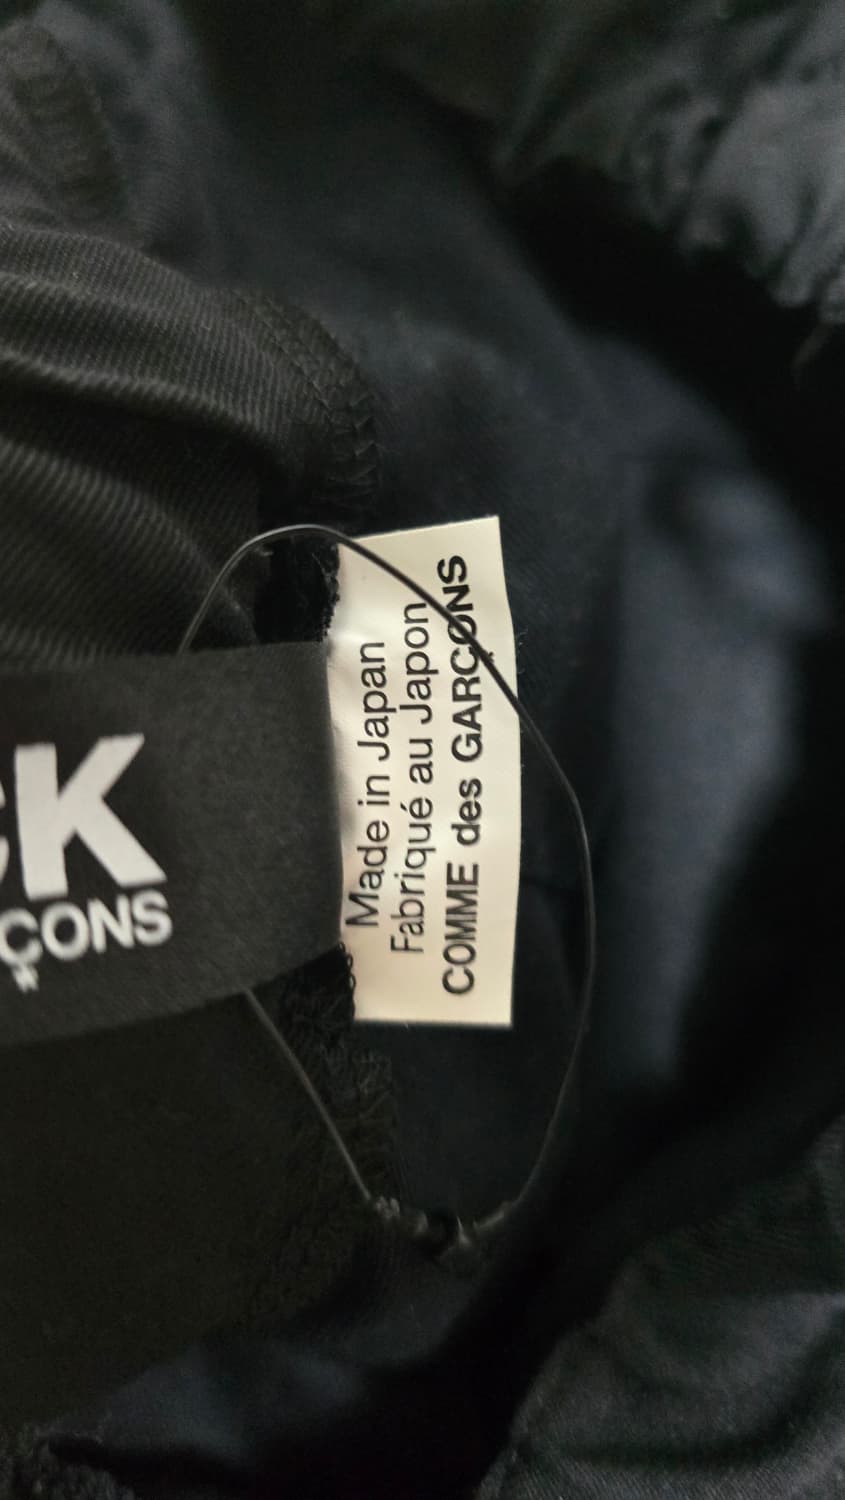 CK
ÇONS
Made in Japan
Fabriqué au Japon
COMME des GARÇONS